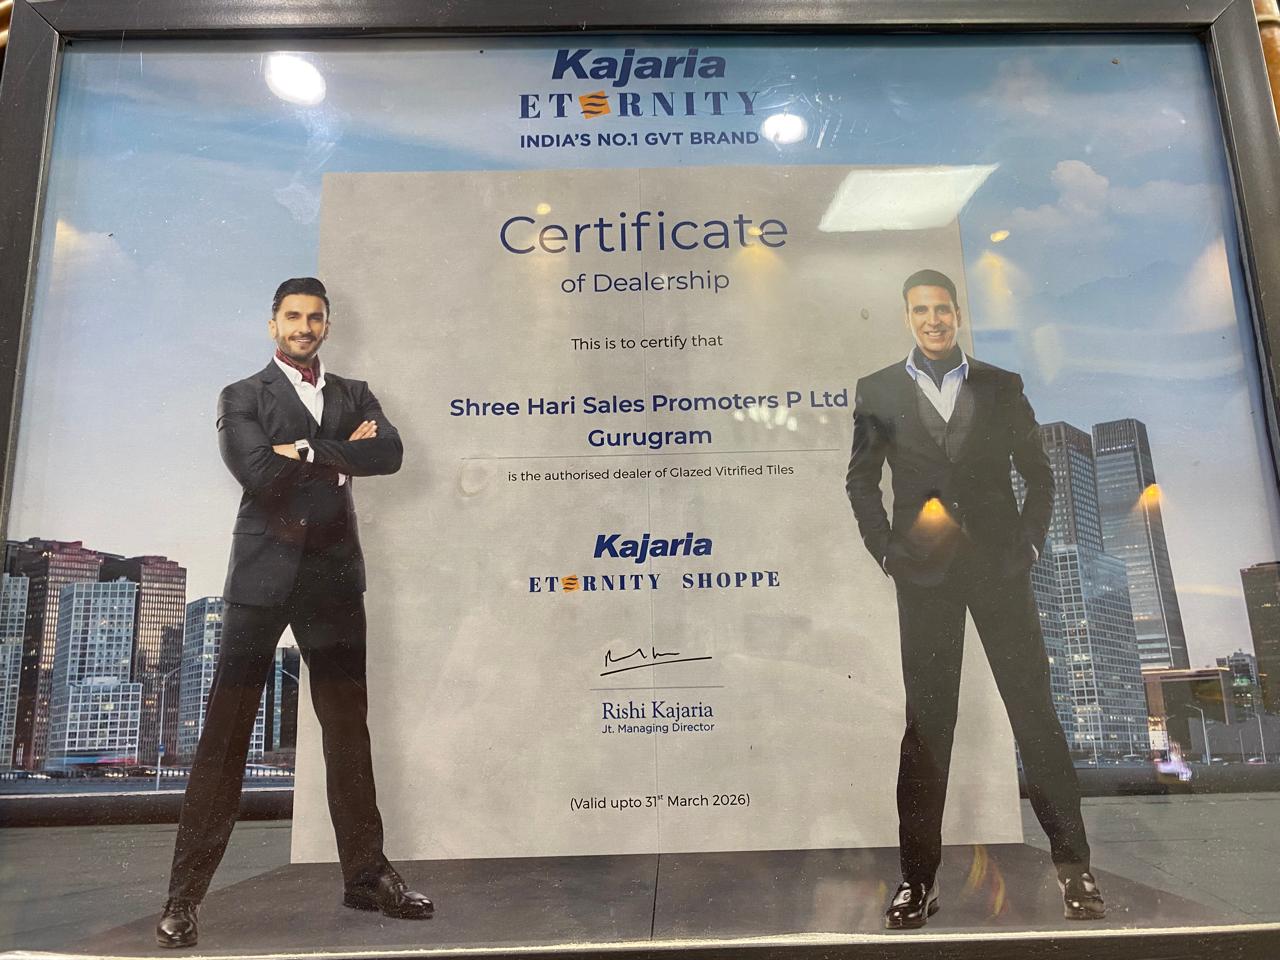 Kajaria
ETERNITY
INDIA'S NO.1 GVT BRAND
Certificate
of Dealership
This is to certify that
Shree Hari Sales Promoters P Ltd
Gurugram
is the authorised dealer of Glazed Vitrified Tiles
Kajaria
ETERNITY SHOPPE
Rishi Kajaria
Jt. Managing Director
(Valid upto 31st March 2026)